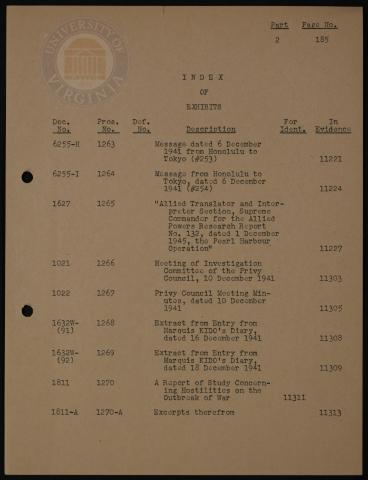 UNIVERSITY OF
VIRGINIA
Part Page No.
2 185
INDEX
OF
EXHIBITS
Doc. Pros. Def. For In
No. No. No. Description Ident. Evidence
6255-H 1263 Message dated 6 December
1941 from Honolulu to
Tokyo (#253) 11221
6255-I 1264 Message from Honolulu to
Tokyo, dated 6 December
1941 (#254) 11224
1627 1265 "Allied Translator and Inter-
preter Section, Supreme
Commander for the Allied
Powers Research Report
No. 132, dated 1 December
1945, the Pearl Harbour
Operation" 11227
1021 1266 Meeting of Investigation
Committee of the Privy
Council, 10 December 1941 11303
1022 1267 Privy Council Meeting Min-
utes, dated 10 December
1941 11305
1632W- 1268 Extract from Entry from
(91) Marquis KIDO's Diary,
dated 16 December 1941 11308
1632W- 1269 Extract from Entry from
(92) Marquis KIDO's Diary,
dated 18 December 1941 11309
1811 1270 A Report of Study Concern-
ing Hostilities on the
Outbreak of War 11311
1811-A 1270-A Excerpts therefrom 11313